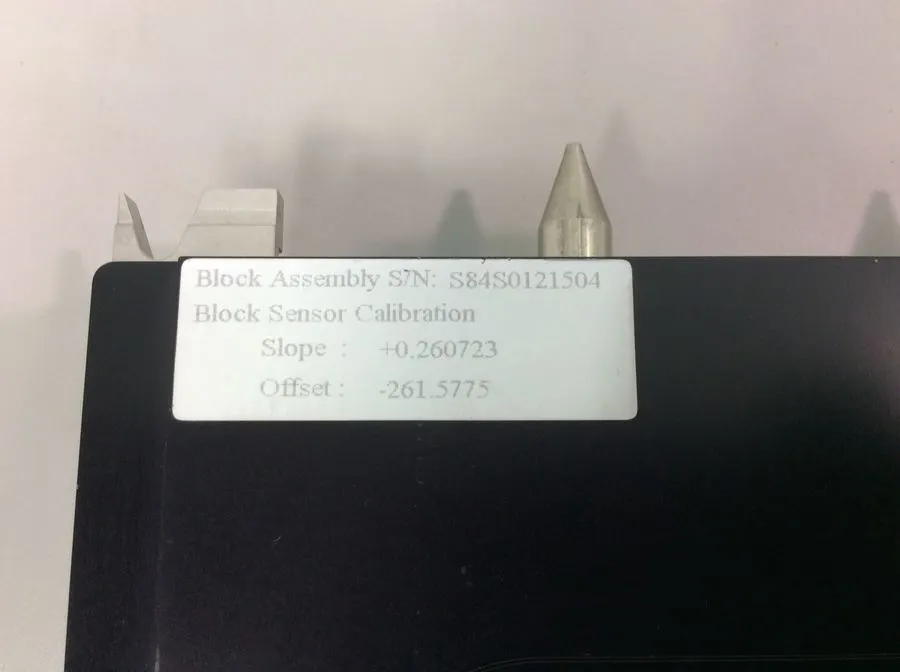 Block Assembly S/N: S84S0121504
Block Sensor Calibration
Slope : +0.260723
Offset : -261.5775